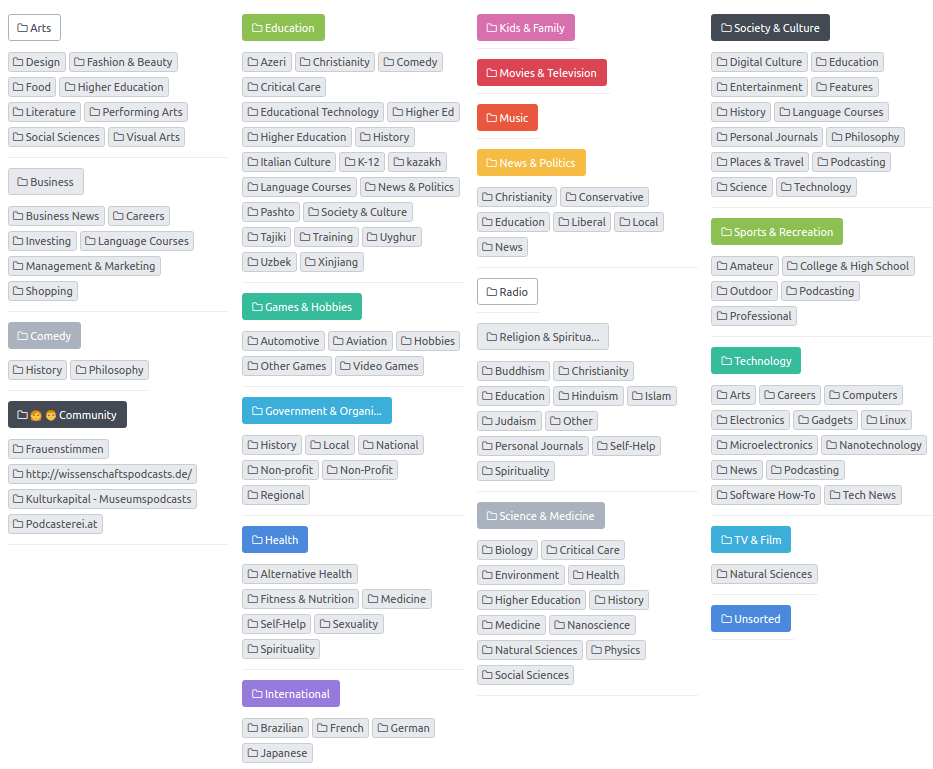 Arts
Design Fashion & Beauty
Food Higher Education
Literature Performing Arts
Social Sciences Visual Arts
Business
Business News Careers
Investing Language Courses
Management & Marketing
Shopping
Comedy
History Philosophy
Community
Frauenstimmen
http://wissenschaftspodcasts.de/
Kulturkapital - Museumspodcasts
Podcasterei.at
Education
Azeri Christianity Comedy
Critical Care
Educational Technology Higher Ed
Higher Education History
Italian Culture K-12 kazakh
Language Courses News & Politics
Pashto Society & Culture
Tajiki Training Uyghur
Uzbek Xinjiang
Games & Hobbies
Automotive Aviation Hobbies
Other Games Video Games
Government & Organi...
History Local National
Non-profit Non-Profit
Regional
Health
Alternative Health
Fitness & Nutrition Medicine
Self-Help Sexuality
Spirituality
International
Brazilian French German
Japanese
Kids & Family
Movies & Television
Music
News & Politics
Christianity Conservative
Education Liberal Local
News
Radio
Religion & Spiritua...
Buddhism Christianity
Education Hinduism Islam
Judaism Other
Personal Journals Self-Help
Spirituality
Science & Medicine
Biology Critical Care
Environment Health
Higher Education History
Medicine Nanoscience
Natural Sciences Physics
Social Sciences
Society & Culture
Digital Culture Education
Entertainment Features
History Language Courses
Personal Journals Philosophy
Places & Travel Podcasting
Science Technology
Sports & Recreation
Amateur College & High School
Outdoor Podcasting
Professional
Technology
Arts Careers Computers
Electronics Gadgets Linux
Microelectronics Nanotechnology
News Podcasting
Software How-To Tech News
TV & Film
Natural Sciences
Unsorted